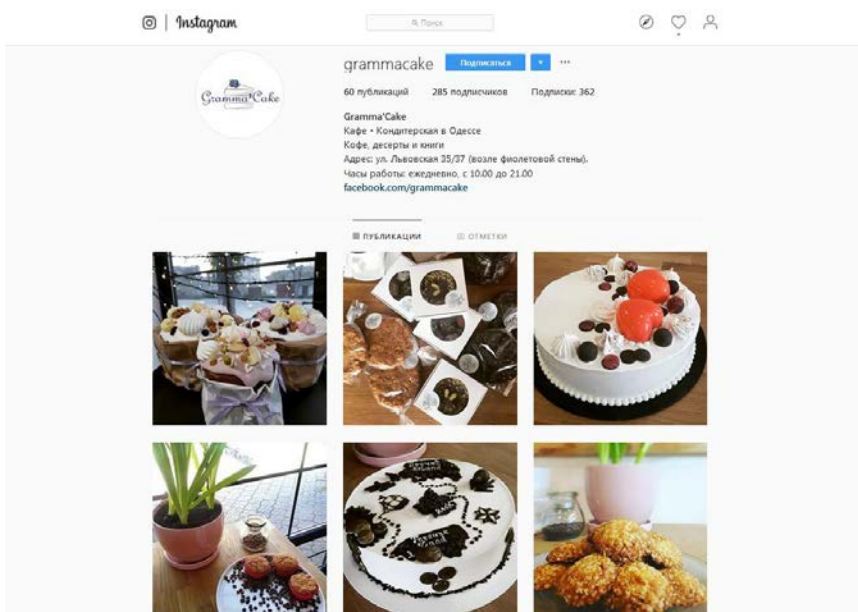 Instagram
Поиск
Gramma'Cake
grammacake Подписаться
60 публикаций 285 подписчиков Подписки: 362
Gramma'Cake
Кафе • Кондитерская в Одессе
Кофе, десерты и книги
Адрес: ул. Львовская 35/37 (возле фиолетовой стены).
Часы работы: ежедневно, с 10.00 до 21.00
facebook.com/grammacake
ПУБЛИКАЦИИ ОТМЕТКИ